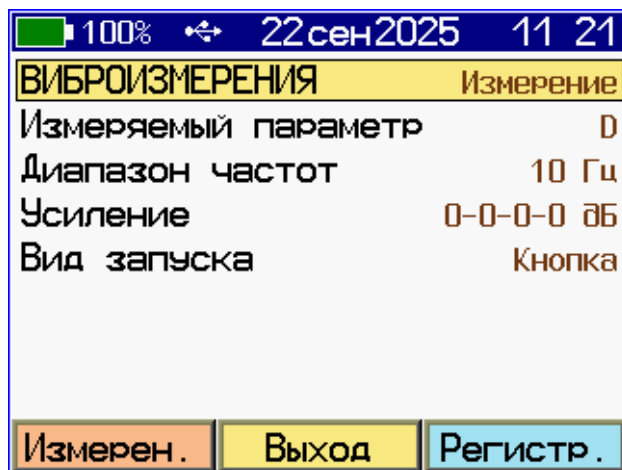 100% 22сен2025 11 21
ВИБРОИЗМЕРЕНИЯ Измерение
Измеряемый параметр D
Диапазон частот 10 Гц
Усиление 0-0-0-0 дБ
Вид запуска Кнопка
Измерен. Выход Регистр.